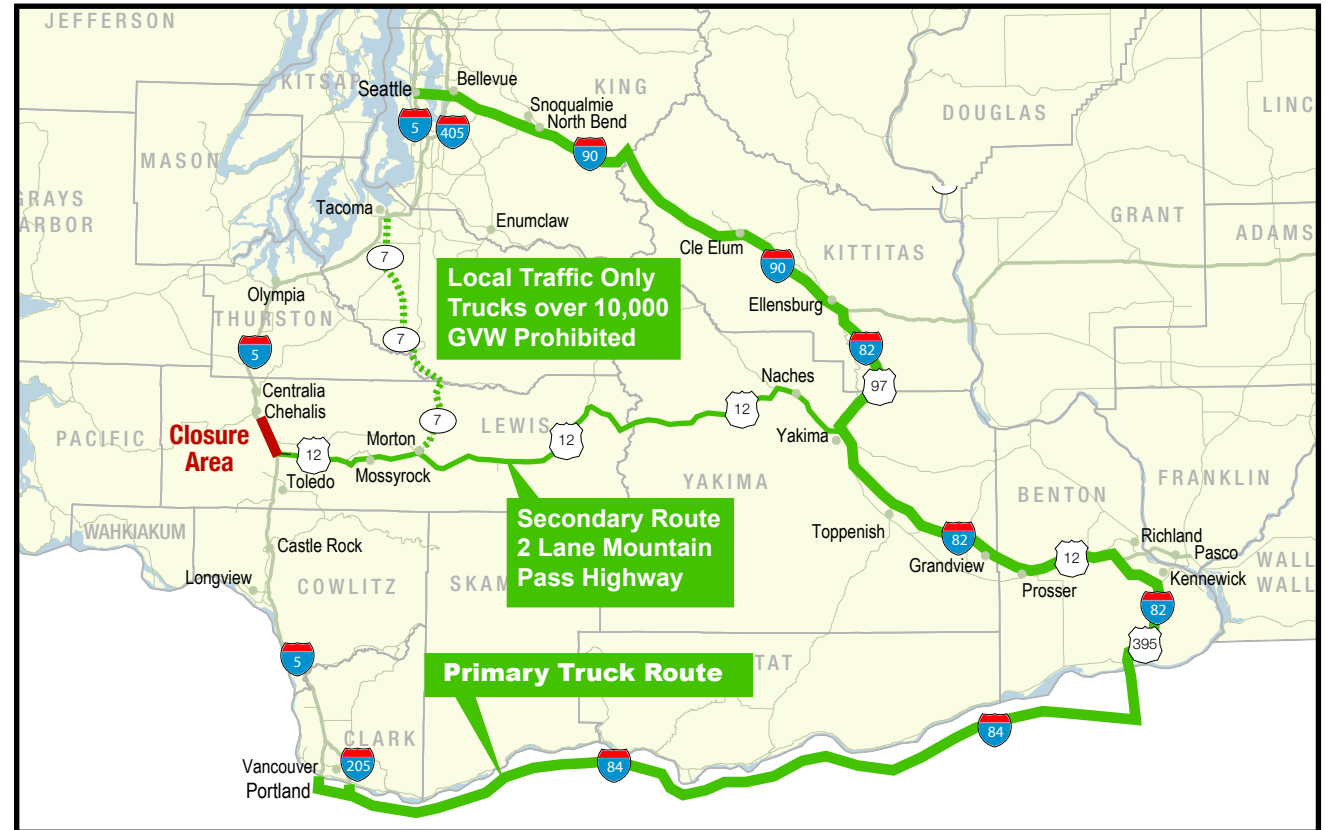 JEFFERSON
KITSAP
Seattle
Bellevue
KING
Snoqualmie
North Bend
DOUGLAS
LINC
5
405
90
MASON
GRAYS
ARBOR
Tacoma
Enumclaw
GRANT
ADAMS
7
Cle Elum
KITTITAS
90
Local Traffic Only
Trucks over 10,000
GVW Prohibited
Olympia
THURSTON
Ellensburg
7
5
82
Centralia
Chehalis
Naches
97
PACIFIC
Closure
Area
12
Morton
7
LEWIS
12
12
Yakima
Mossyrock
Toledo
YAKIMA
FRANKLIN
BENTON
Secondary Route
2 Lane Mountain
Pass Highway
WAHKIAKUM
Castle Rock
Toppenish
82
Grandview
12
Richland
Pasco
Kennewick
WALL
WALL
Longview
COWLITZ
SKAM
Prosser
82
395
5
Primary Truck Route
TAT
84
CLARK
205
84
Vancouver
Portland